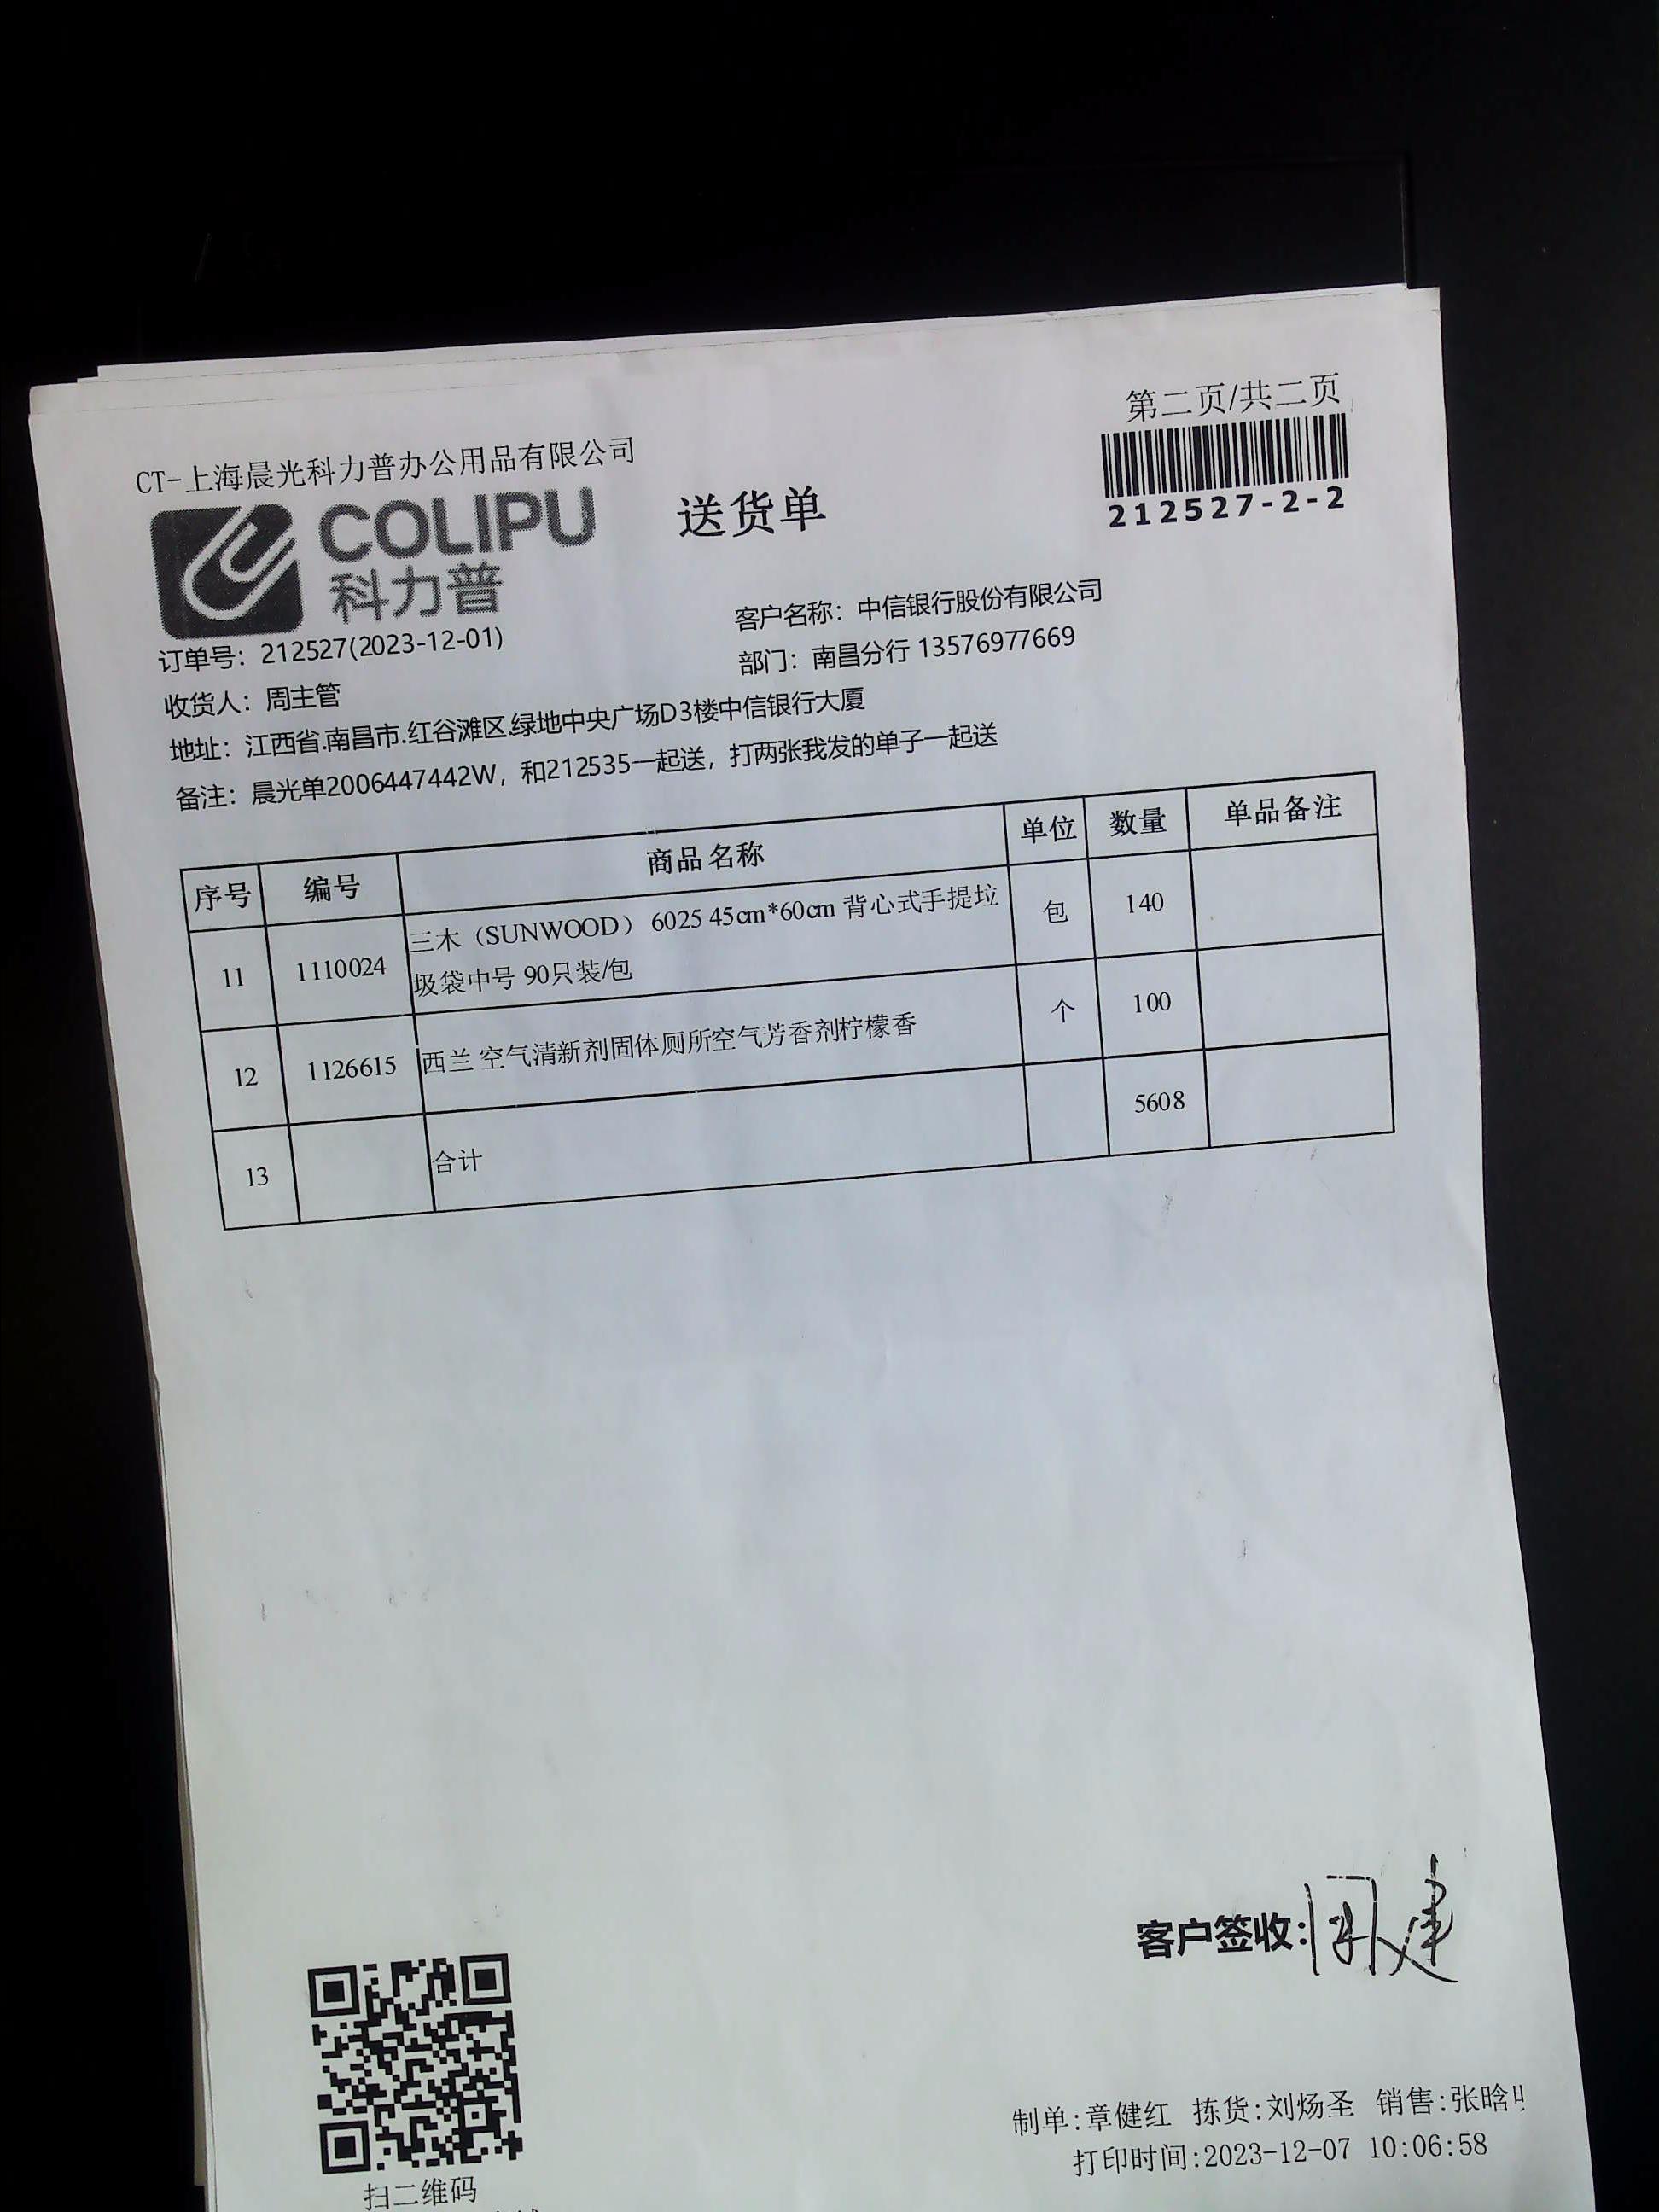 第二页/共二页
CT-上海晨光科力普办公用品有限公司
COLIPU
科力普
送货单
212527-2-2
订单号：212527(2023-12-01)
客户名称：中信银行股份有限公司
收货人：周主管
部门：南昌分行 13576977669
地址：江西省.南昌市.红谷滩区.绿地中央广场D3楼中信银行大厦
备注：晨光单2006447442W，和212535一起送，打两张我发的单子一起送
序号 编号 商品名称 单位 数量 单品备注
11 1110024 三木（SUNWOOD） 6025 45cm*60cm 背心式手提垃
圾袋中号 90只装/包 包 140
12 1126615 西兰 空气清新剂固体厕所空气芳香剂柠檬香 个 100
13 合计 5608
客户签收:
制单:章健红 拣货:刘炀圣 销售:张晗
打印时间:2023-12-07 10:06:58
扫二维码